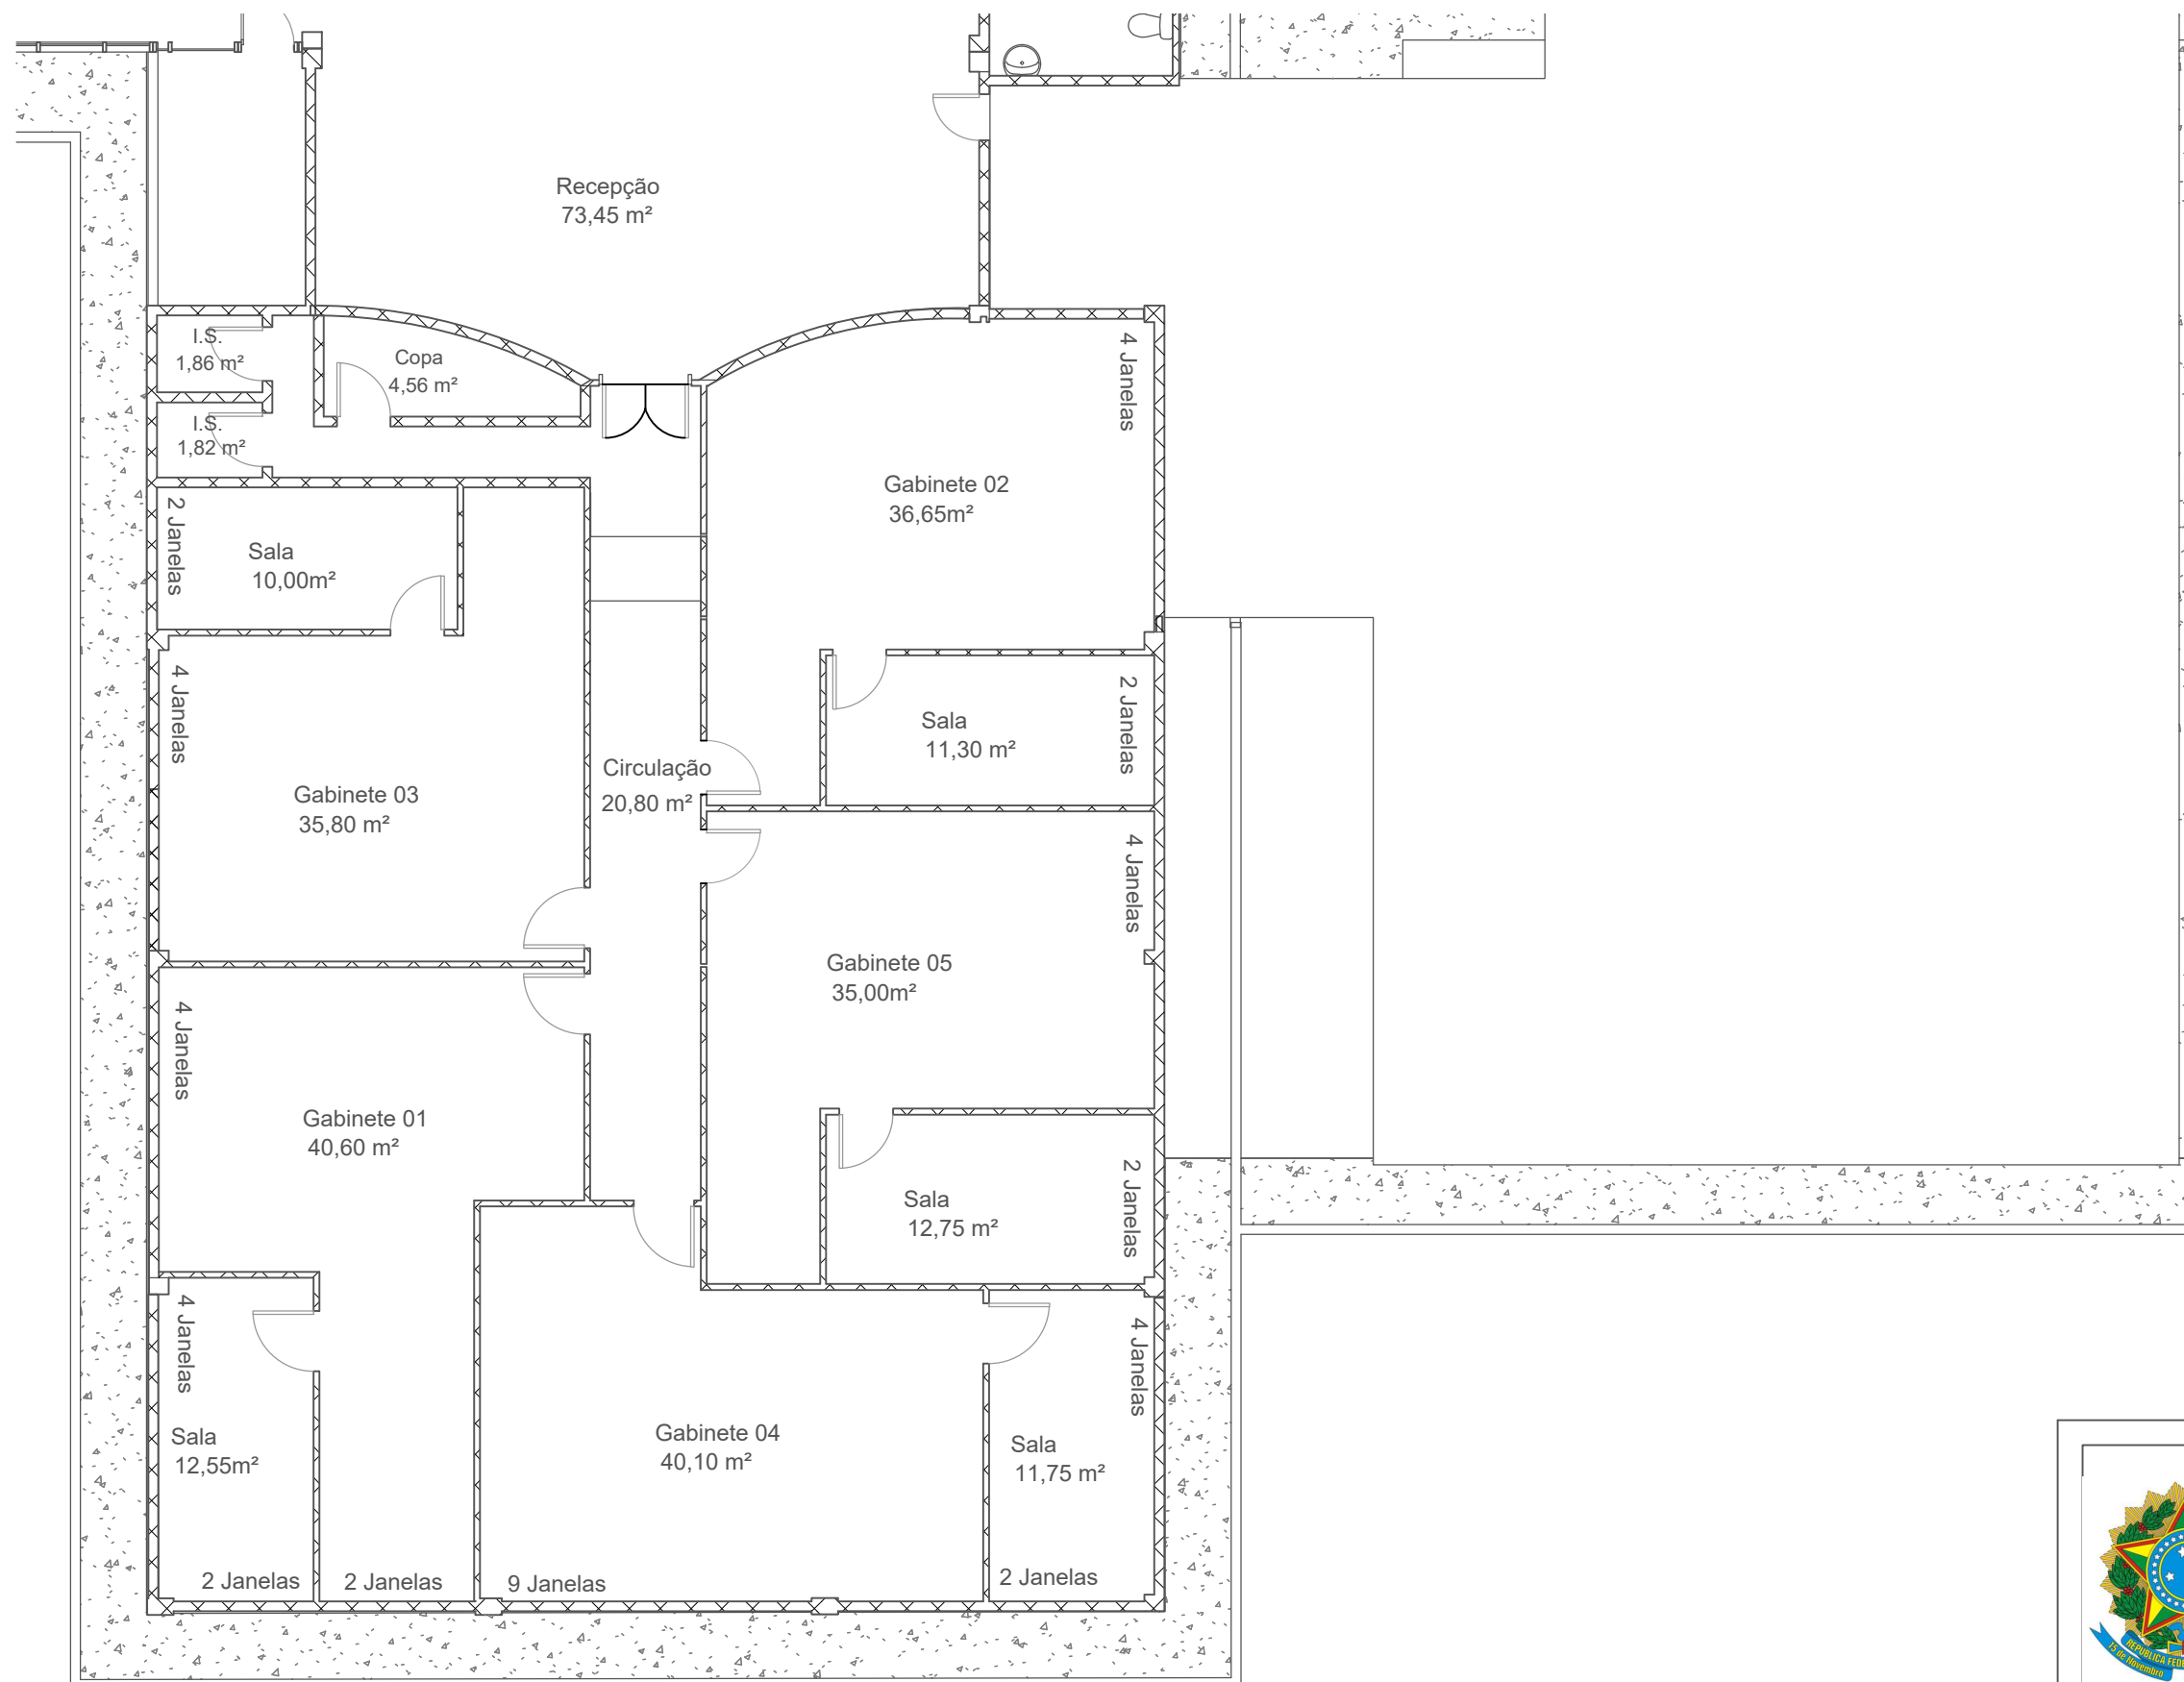 Recepção
73,45 m²
I.S.
1,86 m²
Copa
4,56 m²
I.S.
1,82 m²
4 Janelas
Gabinete 02
36,65m²
2 Janelas
Sala
10,00m²
4 Janelas
Sala
11,30 m²
2 Janelas
Circulação
20,80 m²
Gabinete 03
35,80 m²
4 Janelas
Gabinete 05
35,00m²
4 Janelas
Gabinete 01
40,60 m²
Sala
12,75 m²
2 Janelas
4 Janelas
4 Janelas
Sala
12,55m²
Gabinete 04
40,10 m²
Sala
11,75 m²
2 Janelas
2 Janelas
9 Janelas
2 Janelas
15 de Novembro